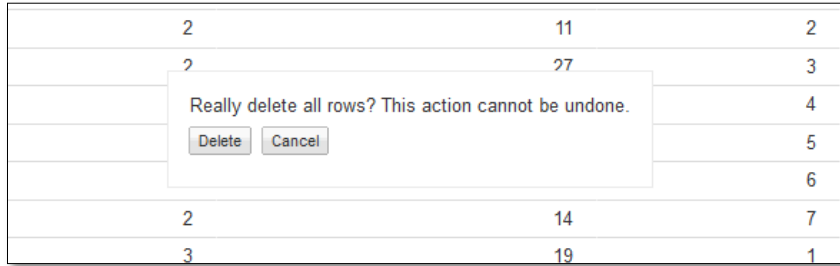 2 11 2
2 27 3
Really delete all rows? This action cannot be undone.
4
Delete Cancel
5
6
2 14 7
3 19 1